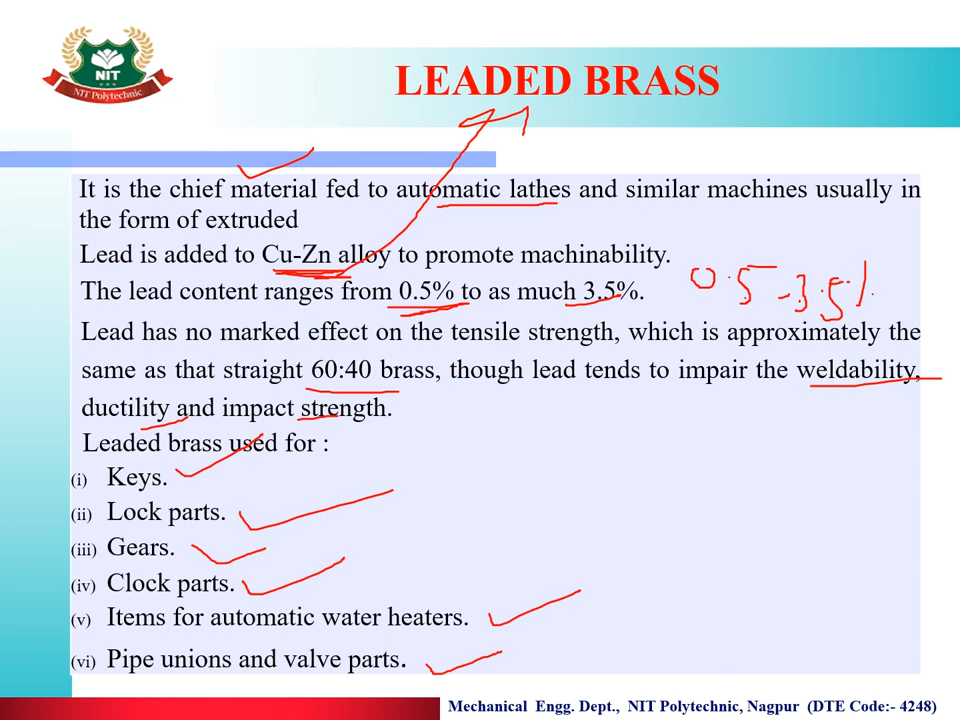 NIT
NIT Polytechnic
LEADED BRASS
It is the chief material fed to automatic lathes and similar machines usually in
the form of extruded
Lead is added to Cu-Zn alloy to promote machinability.
The lead content ranges from 0.5% to as much 3.5%.
0.5 - 3.5%
Lead has no marked effect on the tensile strength, which is approximately the
same as that straight 60:40 brass, though lead tends to impair the weldability,
ductility and impact strength.
Leaded brass used for :
(i) Keys.
(ii) Lock parts.
(iii) Gears.
(iv) Clock parts.
(v) Items for automatic water heaters.
(vi) Pipe unions and valve parts.
Mechanical Engg. Dept., NIT Polytechnic, Nagpur (DTE Code:- 4248)